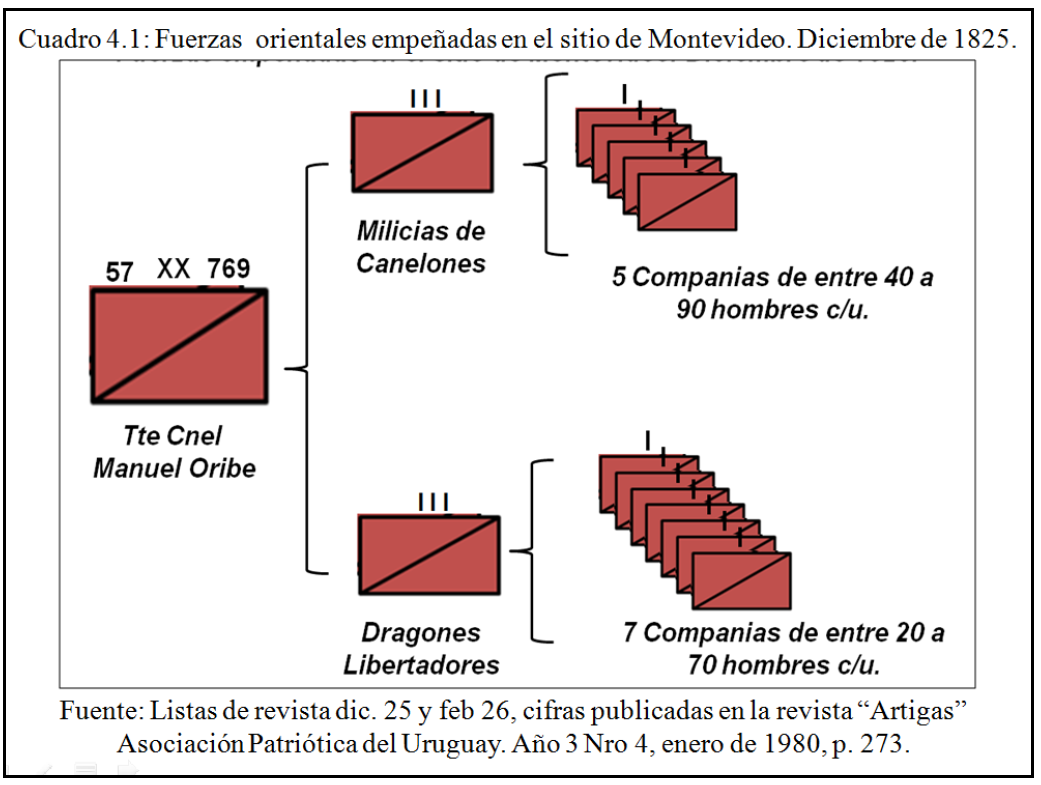 Cuadro 4.1: Fuerzas orientales empeñadas en el sitio de Montevideo. Diciembre de 1825.
III
I
I
I
I
I
Milicias de
Canelones
5 Companias de entre 40 a
90 hombres c/u.
57 XX 769
Tte Cnel
Manuel Oribe
III
I
I
I
I
I
I
I
Dragones
Libertadores
7 Companias de entre 20 a
70 hombres c/u.
Fuente: Listas de revista dic. 25 y feb 26, cifras publicadas en la revista “Artigas”
Asociación Patriótica del Uruguay. Año 3 Nro 4, enero de 1980, p. 273.